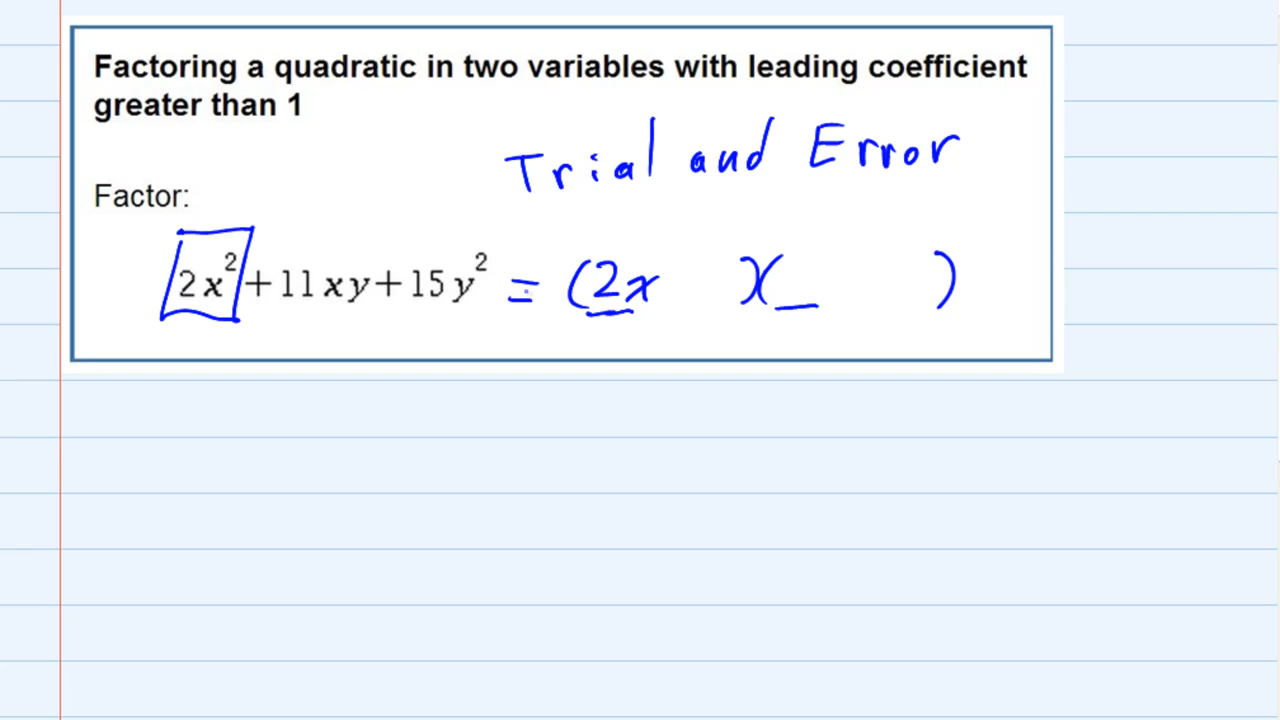 Factoring a quadratic in two variables with leading coefficient
greater than 1
Trial and Error
Factor:
2x²+11xy+15y² = (2x )(_ )